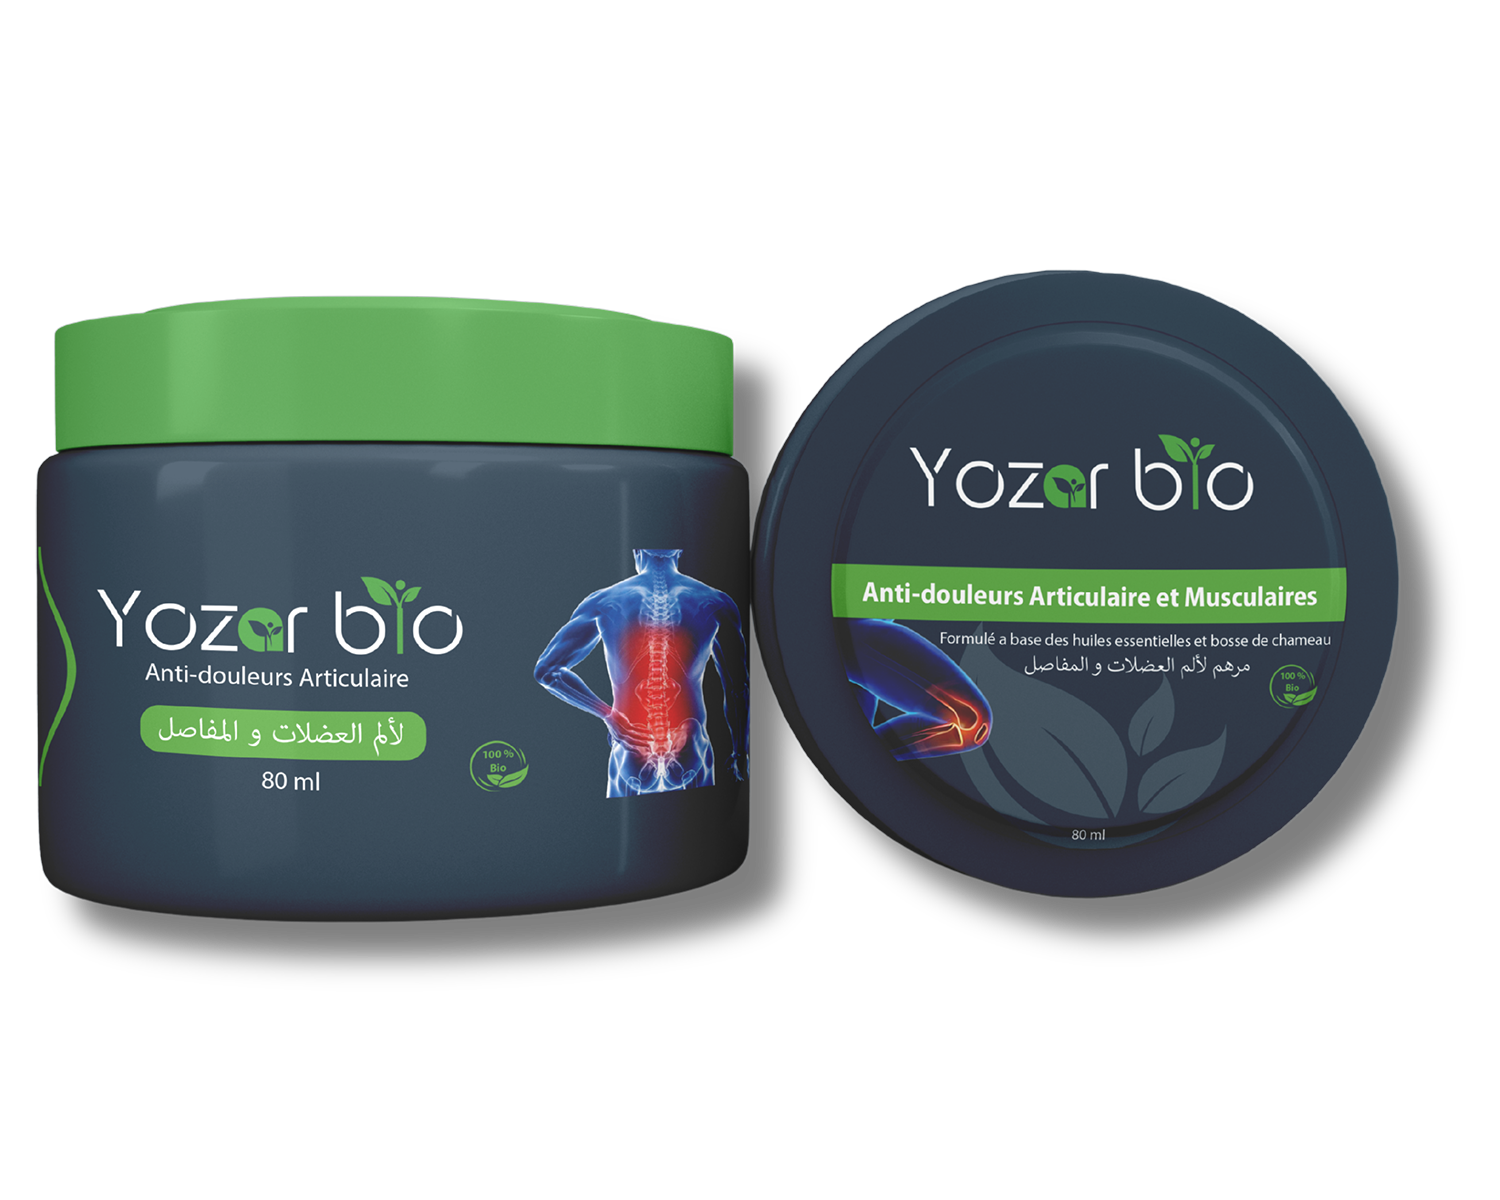 Yozar bio
Anti-douleurs Articulaire
لألم العضلات و المفاصل
80 ml
100 %
Bio
Yozar bio
Anti-douleurs Articulaire et Musculaires
Formulé a base des huiles essentielles et bosse de chameau
مرهم لألم العضلات و المفاصل
100 %
Bio
80 ml